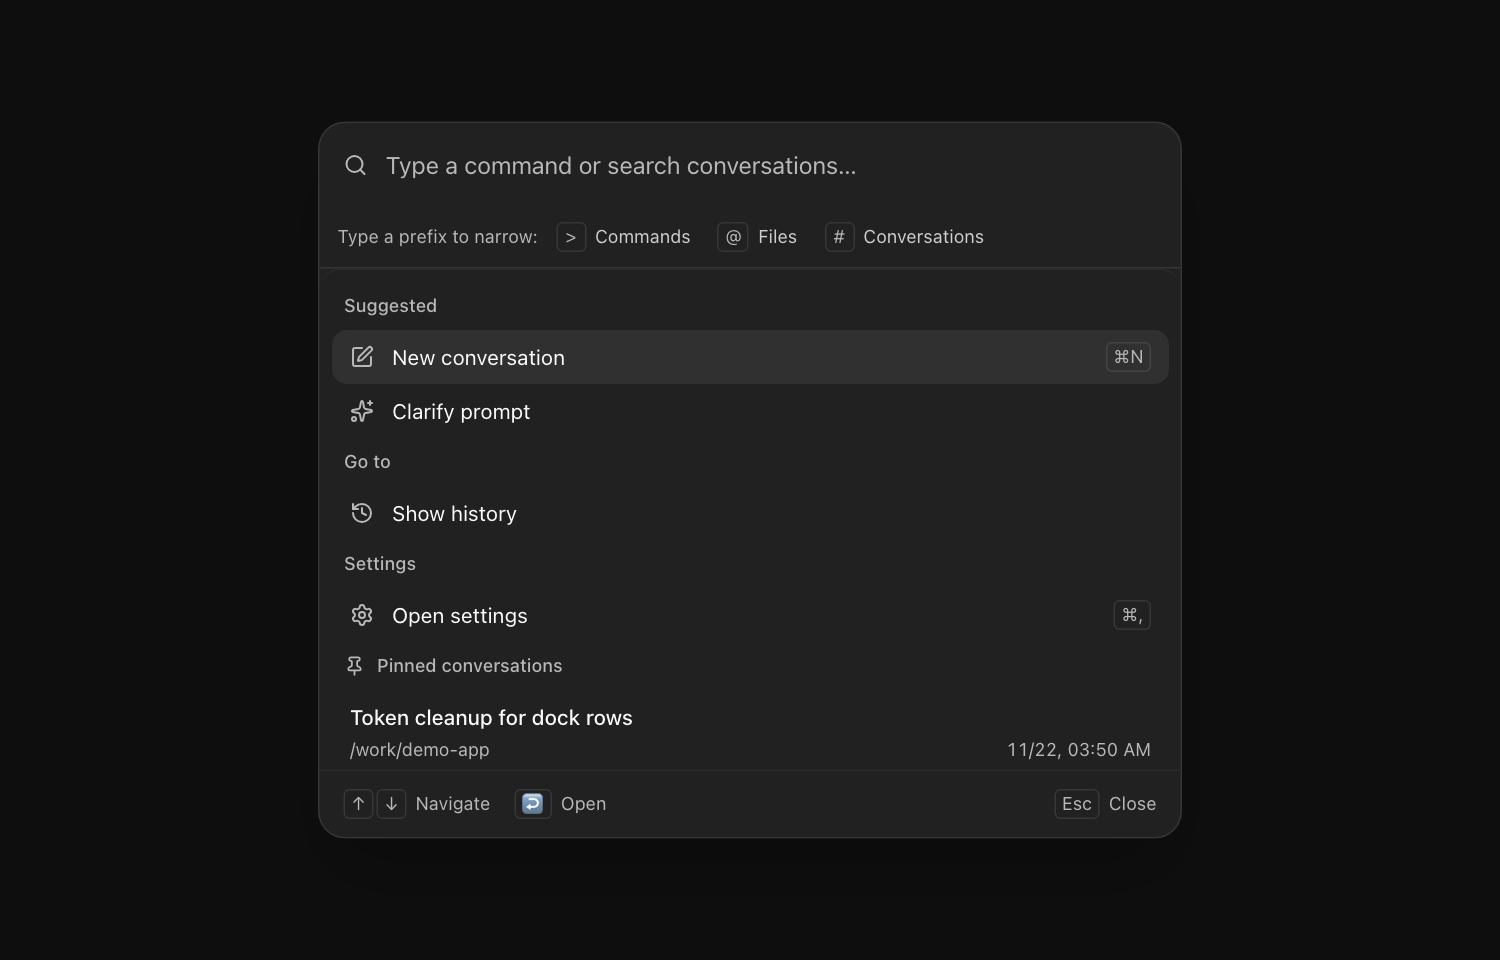 Type a command or search conversations...
Type a prefix to narrow: > Commands @ Files # Conversations
Suggested
New conversation ⌘N
Clarify prompt
Go to
Show history
Settings
Open settings ⌘,
Pinned conversations
Token cleanup for dock rows
/work/demo-app 11/22, 03:50 AM
↑ ↓ Navigate ↩️ Open Esc Close